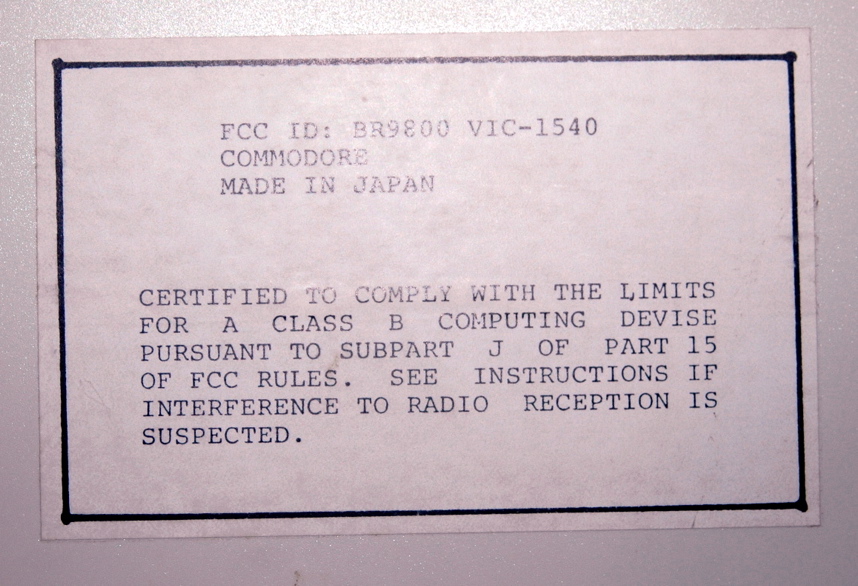 FCC ID: BR9800 VIC-1540
COMMODORE
MADE IN JAPAN
CERTIFIED TO COMPLY WITH THE LIMITS
FOR A CLASS B COMPUTING DEVISE
PURSUANT TO SUBPART J OF PART 15
OF FCC RULES. SEE INSTRUCTIONS IF
INTERFERENCE TO RADIO RECEPTION IS
SUSPECTED.